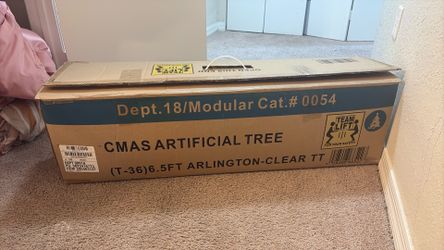 Dept.18/Modular Cat.# 0054
CMAS ARTIFICIAL TREE
TEAM
LIFT
(T-36)6.5FT ARLINGTON-CLEAR TT